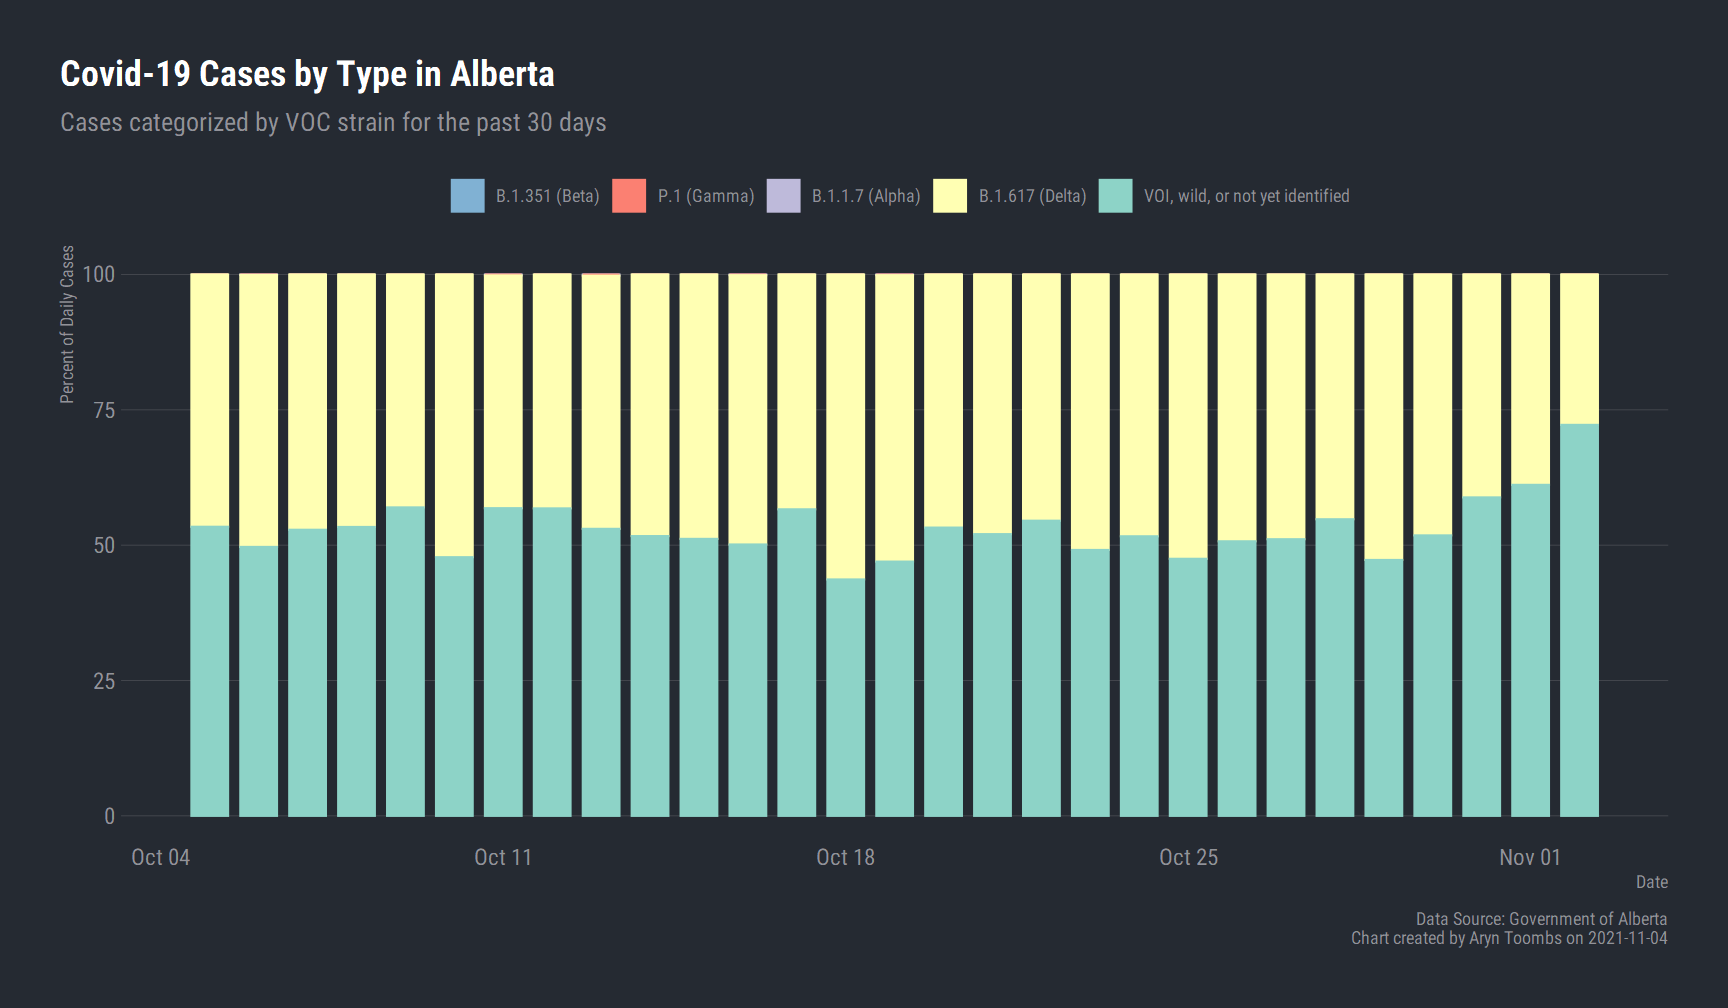 Covid-19 Cases by Type in Alberta
Cases categorized by VOC strain for the past 30 days
B.1.351 (Beta) P.1 (Gamma) B.1.1.7 (Alpha) B.1.617 (Delta) VOI, wild, or not yet identified
Percent of Daily Cases
100
75
50
25
0
Oct 04 Oct 11 Oct 18 Oct 25 Nov 01
Date
Data Source: Government of Alberta
Chart created by Aryn Toombs on 2021-11-04